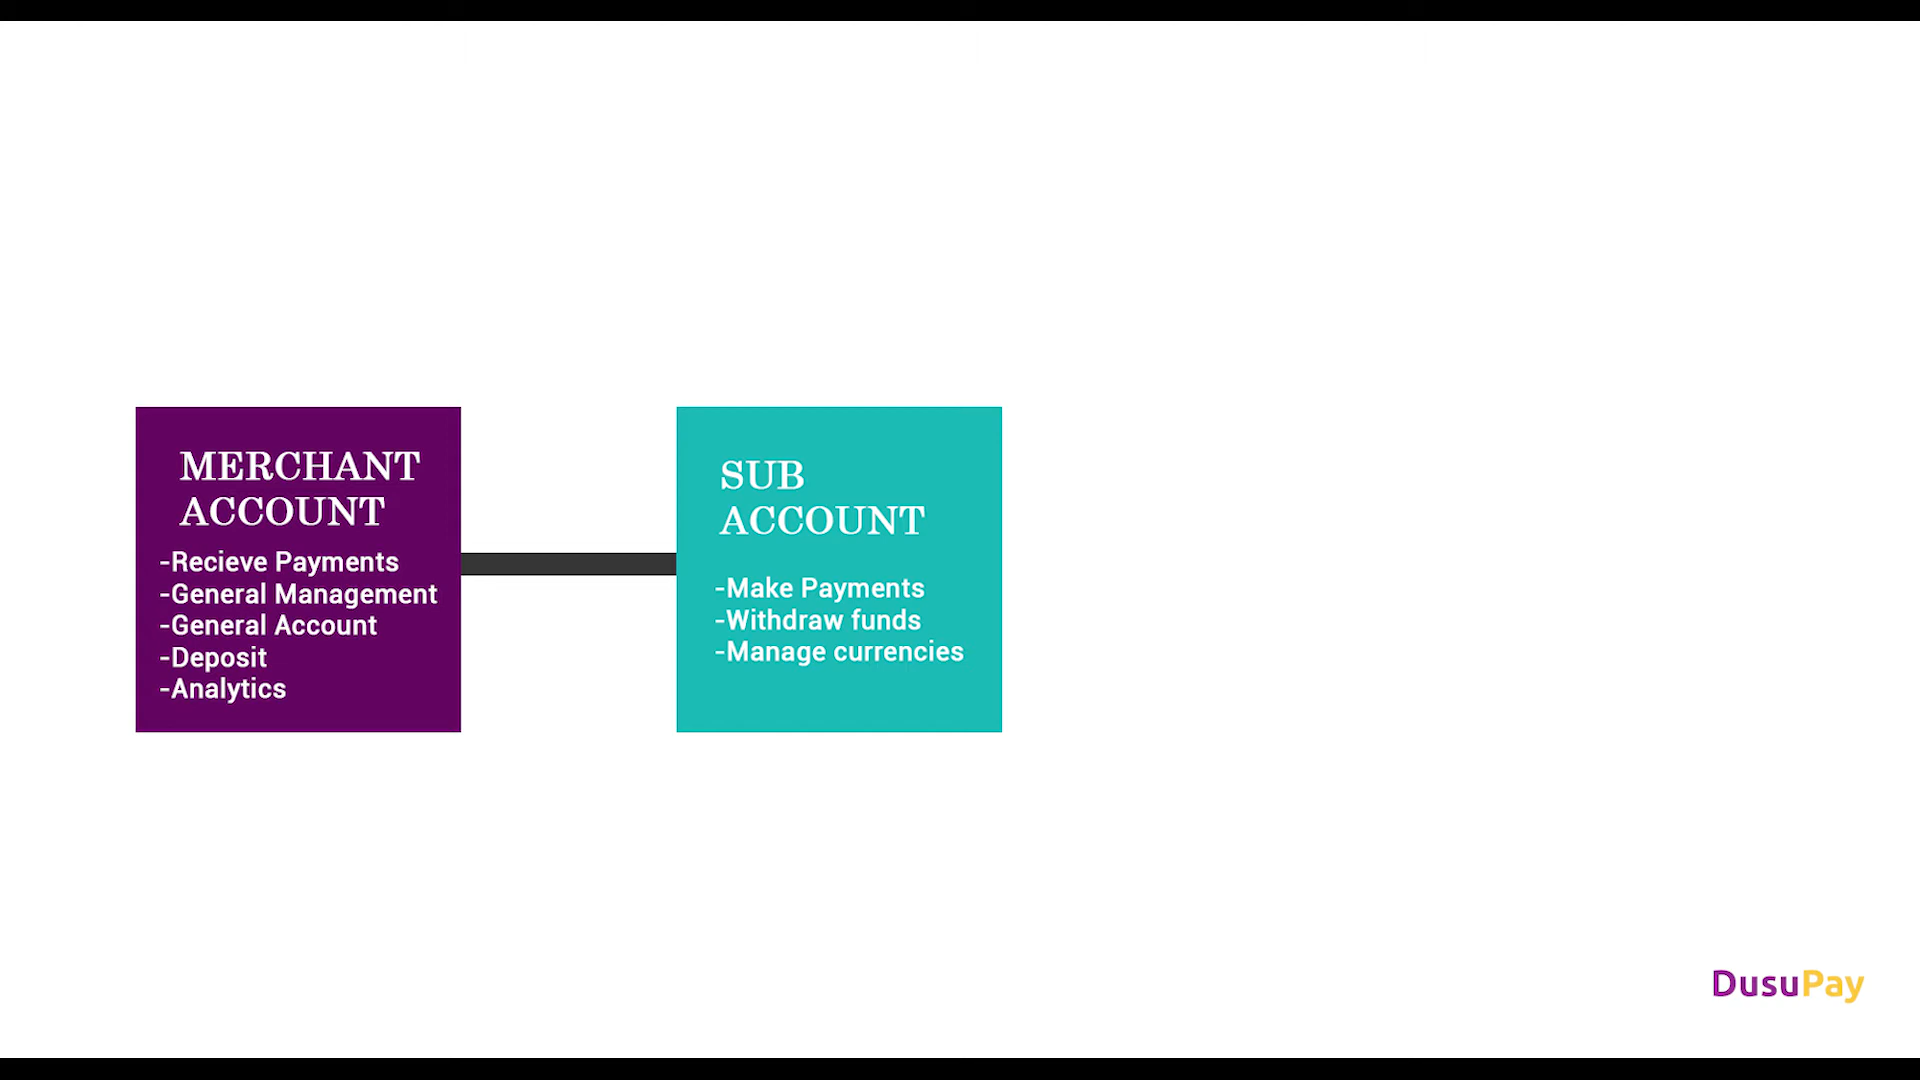 MERCHANT
ACCOUNT
-Recieve Payments
-General Management
-General Account
-Deposit
-Analytics
SUB
ACCOUNT
-Make Payments
-Withdraw funds
-Manage currencies
DusuPay